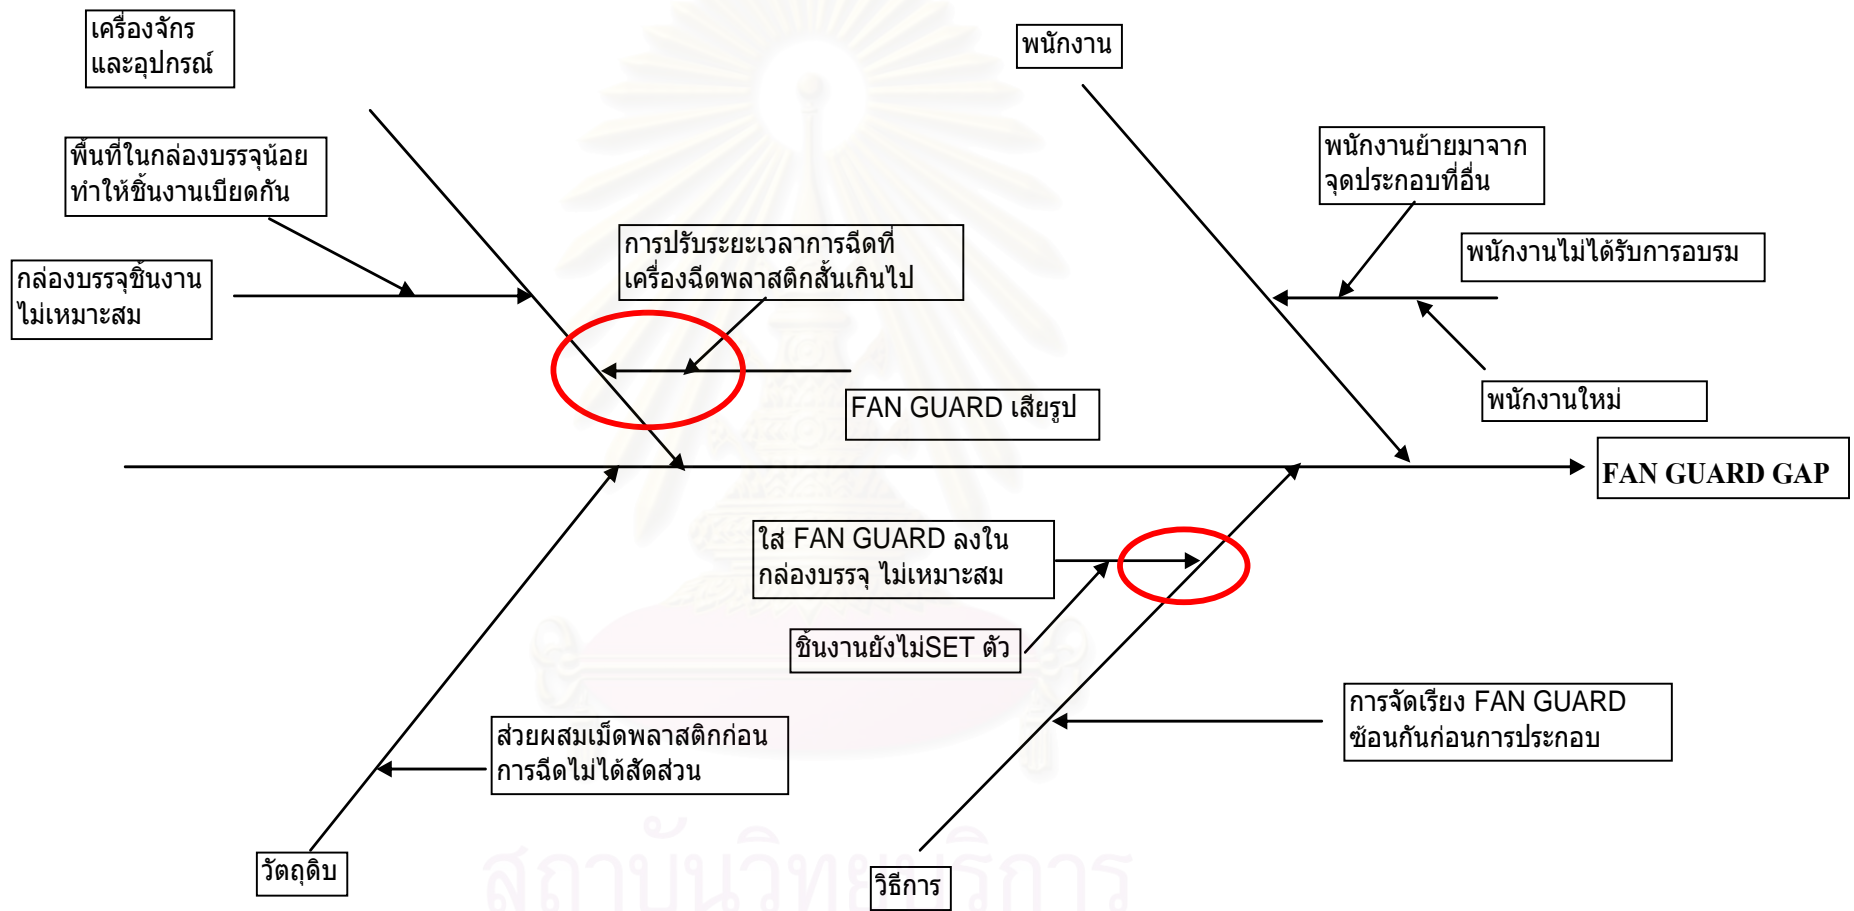 เครื่องจักร
และอุปกรณ์
พนักงาน
พื้นที่ในกล่องบรรจุน้อย
ทำให้ชิ้นงานเบียดกัน
พนักงานย้ายมาจาก
จุดประกอบที่อื่น
การปรับระยะเวลาการฉีดที่
เครื่องฉีดพลาสติกสั้นเกินไป
พนักงานไม่ได้รับการอบรม
กล่องบรรจุชิ้นงาน
ไม่เหมาะสม
FAN GUARD เสียรูป
พนักงานใหม่
FAN GUARD GAP
ใส่ FAN GUARD ลงใน
กล่องบรรจุ ไม่เหมาะสม
ชิ้นงานยังไม่SET ตัว
การจัดเรียง FAN GUARD
ซ้อนกันก่อนการประกอบ
ส่วยผสมเม็ดพลาสติกก่อน
การฉีดไม่ได้สัดส่วน
วัตถุดิบ
วิธีการ
สถาบันวิทยบริการ